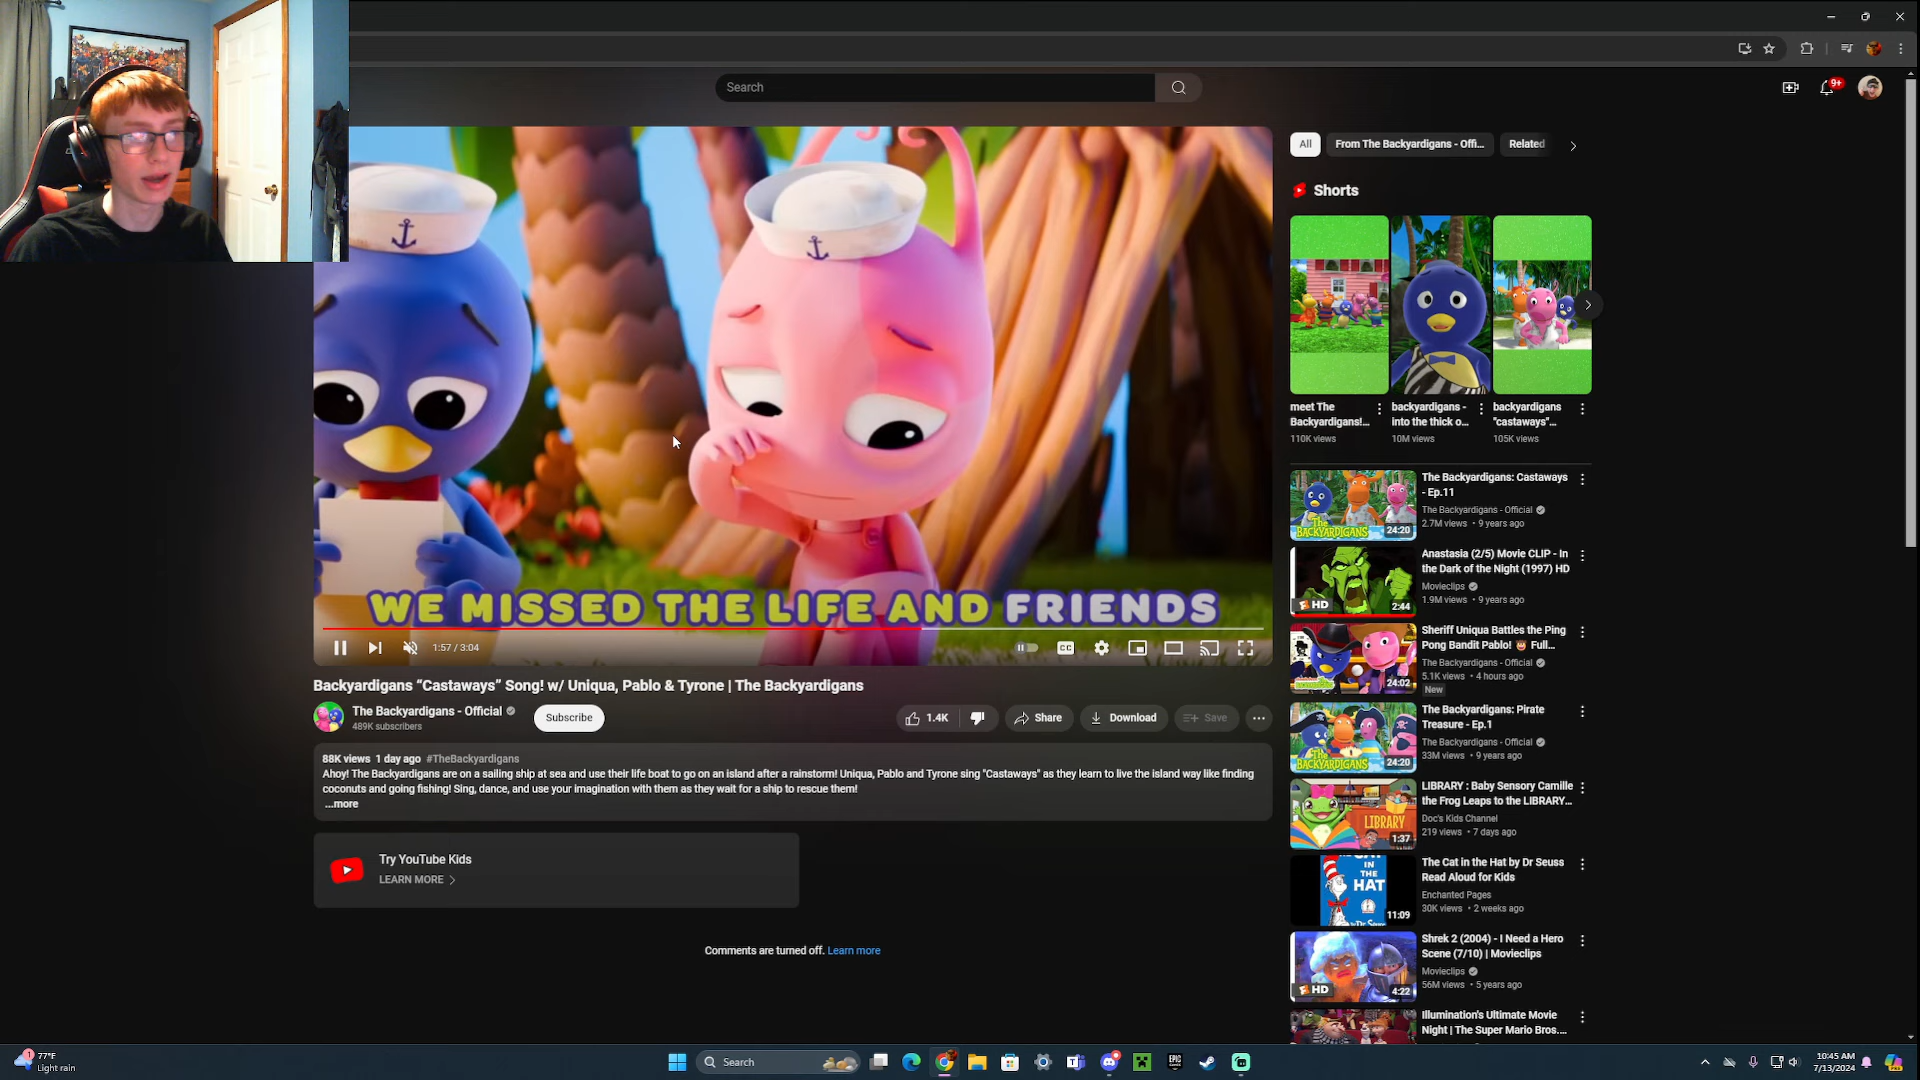 Search
9+
All
From The Backyardigans - Offi...
Related
Shorts
meet The Backyardigans!...
110K views
backyardigans - into the thick o...
10M views
backyardigans "castaways"...
105K views
WE MISSED THE LIFE AND FRIENDS
1:57 / 3:04
CC
Backyardigans “Castaways” Song! w/ Uniqua, Pablo & Tyrone | The Backyardigans
The Backyardigans - Official
489K subscribers
Subscribe
1.4K
Share
Download
Save
88K views 1 day ago #TheBackyardigans
Ahoy! The Backyardigans are on a sailing ship at sea and use their life boat to go on an island after a rainstorm! Uniqua, Pablo and Tyrone sing "Castaways" as they learn to live the island way like finding
coconuts and going fishing! Sing, dance, and use your imagination with them as they wait for a ship to rescue them!
...more
Try YouTube Kids
LEARN MORE
Comments are turned off. Learn more
The BACKYARDIGANS
24:20
The Backyardigans: Castaways
- Ep.11
The Backyardigans - Official
2.7M views • 9 years ago
HD
2:44
Anastasia (2/5) Movie CLIP - In
the Dark of the Night (1997) HD
Movieclips
1.9M views • 9 years ago
24:02
Sheriff Uniqua Battles the Ping
Pong Bandit Pablo! Full...
The Backyardigans - Official
5.1K views • 4 hours ago
New
The BACKYARDIGANS
24:20
The Backyardigans: Pirate
Treasure - Ep.1
The Backyardigans - Official
33M views • 9 years ago
LIBRARY
1:37
LIBRARY : Baby Sensory Camille
the Frog Leaps to the LIBRARY...
Doc's Kids Channel
219 views • 7 days ago
IN
THE
HAT
11:09
The Cat in the Hat by Dr Seuss
Read Aloud for Kids
Enchanted Pages
30K views • 2 weeks ago
HD
4:22
Shrek 2 (2004) - I Need a Hero
Scene (7/10) | Movieclips
Movieclips
56M views • 5 years ago
Illumination's Ultimate Movie
Night | The Super Mario Bros....
1
77°F
Light rain
Search
EPIC
10:45 AM
7/13/2024